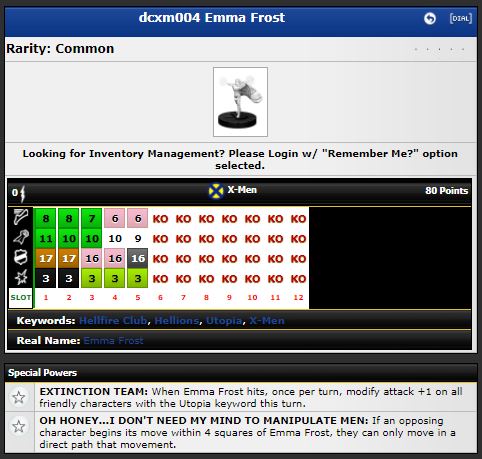 dcxm004 Emma Frost
[DIAL]
Rarity: Common
Looking for Inventory Management? Please Login w/ "Remember Me?" option
selected.
0 X-Men 80 Points
8 8 7 6 6 KO KO KO KO KO KO KO
11 10 10 10 9 KO KO KO KO KO KO KO
17 17 16 16 16 KO KO KO KO KO KO KO
3 3 3 3 3 KO KO KO KO KO KO KO
SLOT 1 2 3 4 5 6 7 8 9 10 11 12
Keywords: Hellfire Club, Hellions, Utopia, X-Men
Real Name: Emma Frost
Special Powers
EXTINCTION TEAM: When Emma Frost hits, once per turn, modify attack +1 on all
friendly characters with the Utopia keyword this turn.
OH HONEY...I DON'T NEED MY MIND TO MANIPULATE MEN: If an opposing
character begins its move within 4 squares of Emma Frost, they can only move in a
direct path that movement.